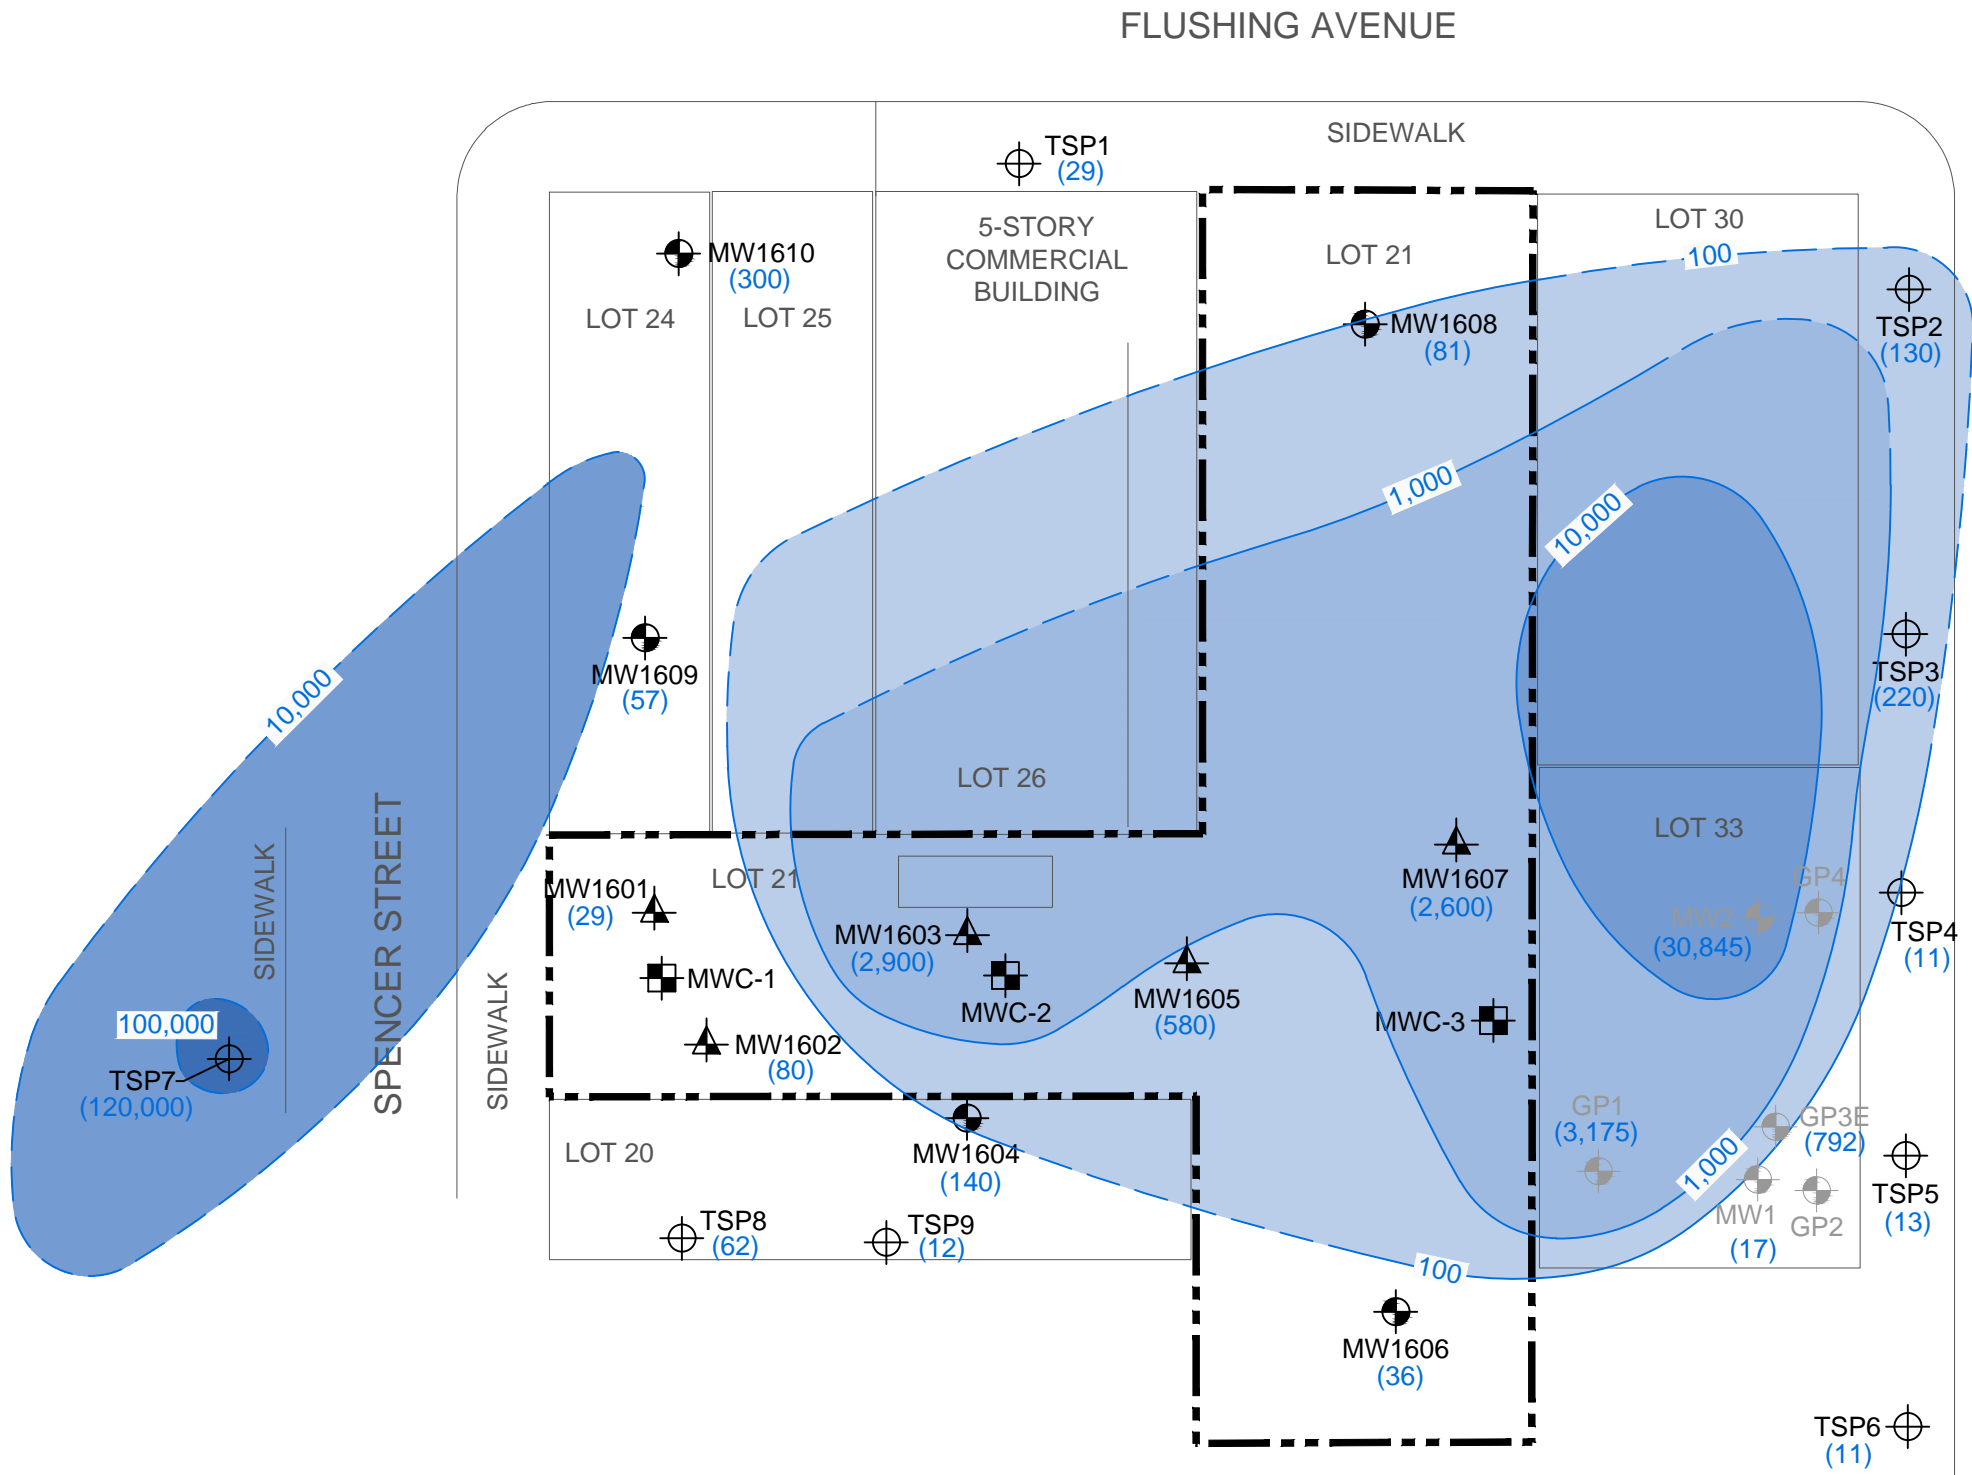 FLUSHING AVENUE
SIDEWALK
TSP1
(29)
5-STORY
COMMERCIAL
BUILDING
LOT 30
LOT 21
100
MW1610
(300)
LOT 24
LOT 25
MW1608
(81)
TSP2
(130)
1,000
10,000
MW1609
(57)
TSP3
(220)
10,000
LOT 26
LOT 33
SIDEWALK
SPENCER STREET
SIDEWALK
MW1601
(29)
LOT 21
MW1603
(2,900)
MW1607
(2,600)
GP4
MW2
(30,845)
TSP4
(11)
MWC-1
MWC-2
MW1605
(580)
MWC-3
100,000
TSP7
(120,000)
MW1602
(80)
GP1
(3,175)
GP3E
(792)
LOT 20
MW1604
(140)
1,000
MW1
(17)
GP2
TSP5
(13)
TSP8
(62)
TSP9
(12)
100
MW1606
(36)
TSP6
(11)